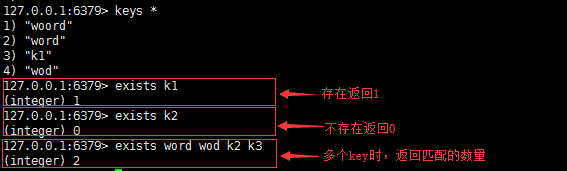 127.0.0.1:6379> keys *
1) "woord"
2) "word"
3) "k1"
4) "wod"
127.0.0.1:6379> exists k1
(integer) 1
存在返回1
127.0.0.1:6379> exists k2
(integer) 0
不存在返回0
127.0.0.1:6379> exists word wod k2 k3
(integer) 2
多个key时，返回匹配的数量